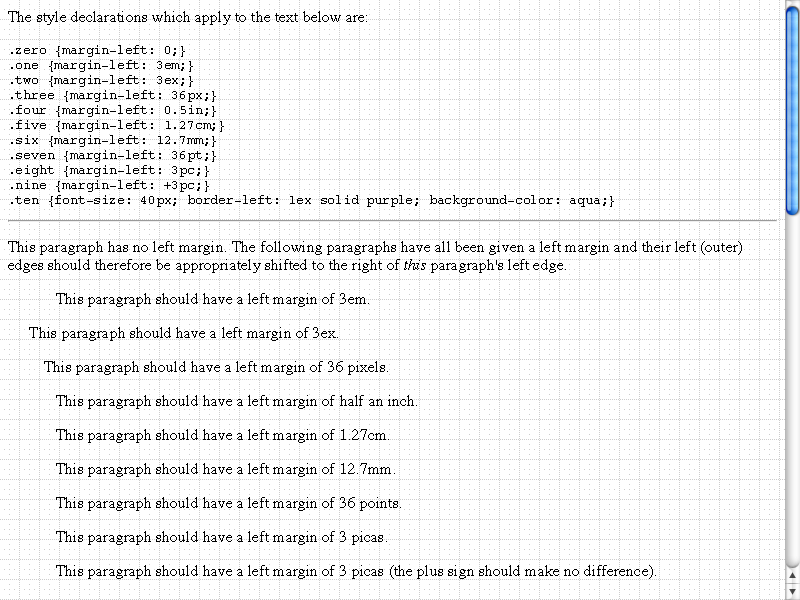 The style declarations which apply to the text below are:
.zero {margin-left: 0;}
.one {margin-left: 3em;}
.two {margin-left: 3ex;}
.three {margin-left: 36px;}
.four {margin-left: 0.5in;}
.five {margin-left: 1.27cm;}
.six {margin-left: 12.7mm;}
.seven {margin-left: 36pt;}
.eight {margin-left: 3pc;}
.nine {margin-left: +3pc;}
.ten {font-size: 40px; border-left: 1ex solid purple; background-color: aqua;}
This paragraph has no left margin. The following paragraphs have all been given a left margin and their left (outer)
edges should therefore be appropriately shifted to the right of this paragraph's left edge.
This paragraph should have a left margin of 3em.
This paragraph should have a left margin of 3ex.
This paragraph should have a left margin of 36 pixels.
This paragraph should have a left margin of half an inch.
This paragraph should have a left margin of 1.27cm.
This paragraph should have a left margin of 12.7mm.
This paragraph should have a left margin of 36 points.
This paragraph should have a left margin of 3 picas.
This paragraph should have a left margin of 3 picas (the plus sign should make no difference).